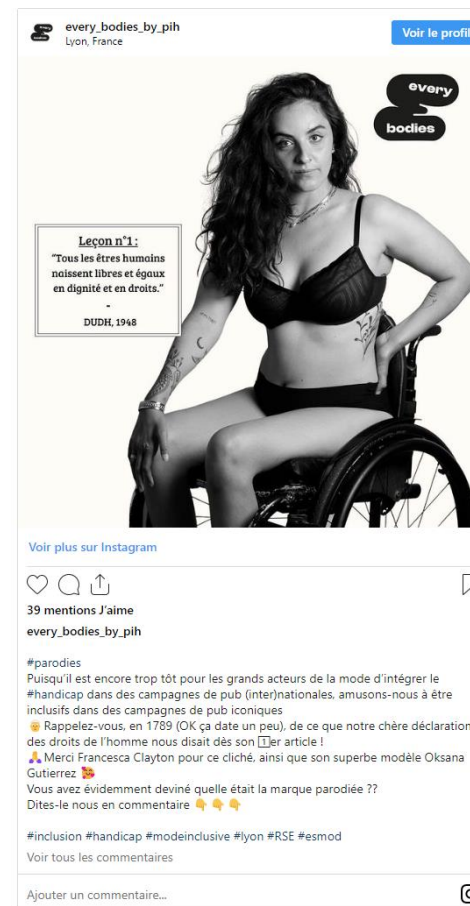 every_bodies_by_pih
Lyon, France
Voir le profil
every
bodies
every
bodies
Leçon n°1 :
"Tous les êtres humains
naissent libres et égaux
en dignité et en droits."
-
DUDH, 1948
Voir plus sur Instagram
39 mentions J’aime
every_bodies_by_pih
#parodies
Puisqu'il est encore trop tôt pour les grands acteurs de la mode d'intégrer le
#handicap dans des campagnes de pub (inter)nationales, amusons-nous à être
inclusifs dans des campagnes de pub iconiques
Rappelez-vous, en 1789 (OK ça date un peu), de ce que notre chère déclaration
des droits de l'homme nous disait dès son 1️er article !
Merci Francesca Clayton pour ce cliché, ainsi que son superbe modèle Oksana
Gutierrez 🥰
Vous avez évidemment deviné quelle était la marque parodiée ??
Dites-le nous en commentaire 👇 👇 👇
#inclusion #handicap #modeinclusive #lyon #RSE #esmod
Voir tous les commentaires
Ajouter un commentaire...